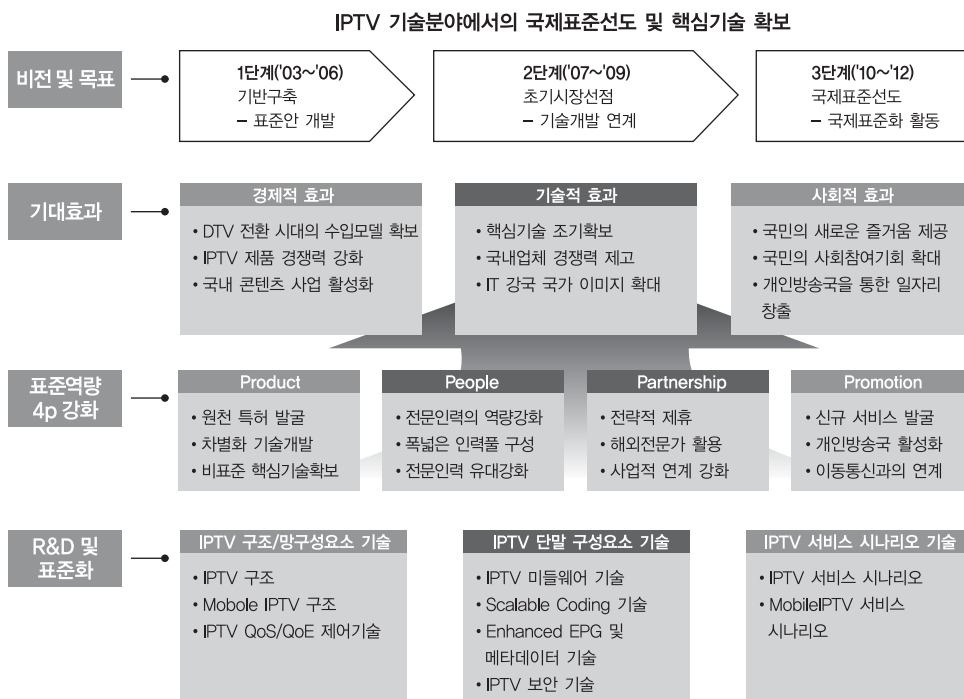 IPTV 기술분야에서의 국제표준선도 및 핵심기술 확보
비전 및 목표
1단계('03~'06)
기반구축
– 표준안 개발
2단계('07~'09)
초기시장선점
– 기술개발 연계
3단계('10~'12)
국제표준선도
– 국제표준화 활동
기대효과
경제적 효과
• DTV 전환 시대의 수입모델 확보
• IPTV 제품 경쟁력 강화
• 국내 콘텐츠 사업 활성화
기술적 효과
• 핵심기술 조기확보
• 국내업체 경쟁력 제고
• IT 강국 국가 이미지 확대
사회적 효과
• 국민의 새로운 즐거움 제공
• 국민의 사회참여기회 확대
• 개인방송국을 통한 일자리
창출
표준역량
4p 강화
Product
• 원천 특허 발굴
• 차별화 기술개발
• 비표준 핵심기술확보
People
• 전문인력의 역량강화
• 폭넓은 인력풀 구성
• 전문인력 유대강화
Partnership
• 전략적 제휴
• 해외전문가 활용
• 사업적 연계 강화
Promotion
• 신규 서비스 발굴
• 개인방송국 활성화
• 이동통신과의 연계
R&D 및
표준화
IPTV 구조/망구성요소 기술
• IPTV 구조
• Mobole IPTV 구조
• IPTV QoS/QoE 제어기술
IPTV 단말 구성요소 기술
• IPTV 미들웨어 기술
• Scalable Coding 기술
• Enhanced EPG 및
메타데이터 기술
• IPTV 보안 기술
IPTV 서비스 시나리오 기술
• IPTV 서비스 시나리오
• MobileIPTV 서비스
시나리오